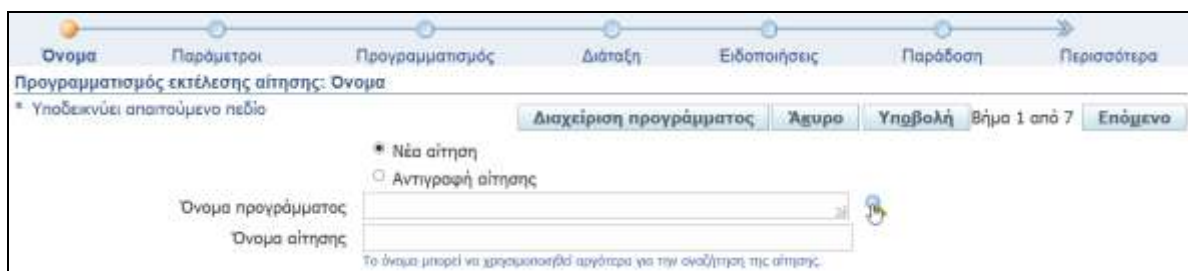 Όνομα Παράμετροι Προγραμματισμός Διάταξη Ειδοποιήσεις Παράδοση Περισσότερα
Προγραμματισμός εκτέλεσης αίτησης: Όνομα
* Υποδεικνύει απαιτούμενο πεδίο
Διαχείριση προγράμματος Άκυρο Υποβολή Βήμα 1 από 7 Επόμενο
Νέα αίτηση
Αντιγραφή αίτησης
Όνομα προγράμματος
Όνομα αίτησης
Το όνομα μπορεί να χρησιμοποιηθεί αργότερα για την αναζήτηση της αίτησης.